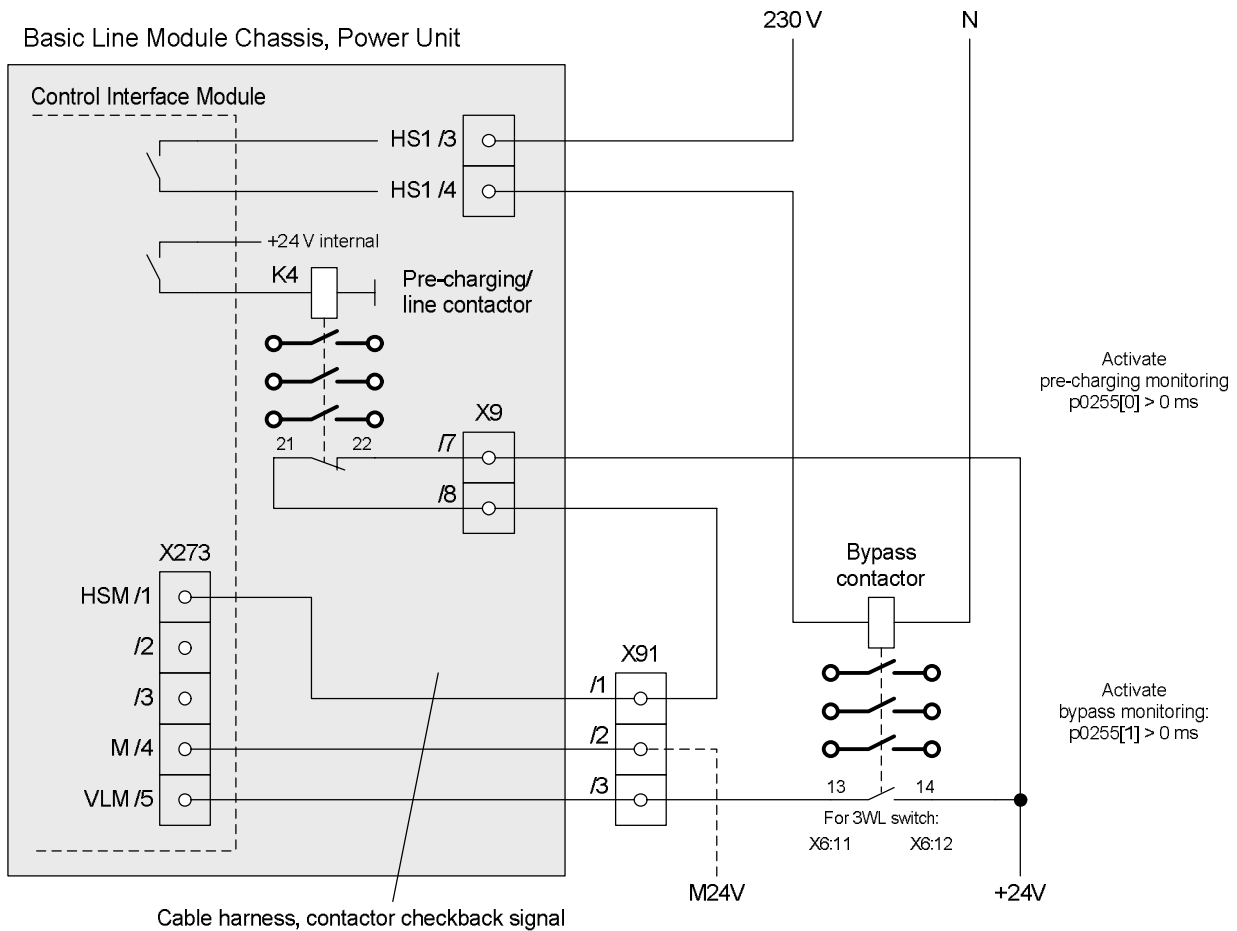 230 V
N
Basic Line Module Chassis, Power Unit
Control Interface Module
HS1 /3
HS1 /4
+24 V internal
K4
Pre-charging/
line contactor
Activate
pre-charging monitoring
p0255[0] > 0 ms
X9
21
22
/7
/8
X273
Bypass
contactor
HSM /1
/2
/3
M /4
VLM /5
X91
/1
/2
/3
Activate
bypass monitoring:
p0255[1] > 0 ms
13
14
For 3WL switch:
X6:11
X6:12
M24V
+24V
Cable harness, contactor checkback signal